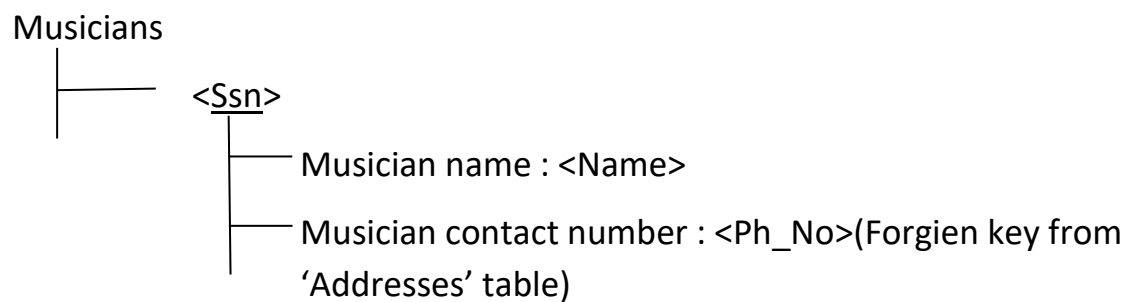 Musicians
<Ssn>
Musician name : <Name>
Musician contact number : <Ph_No>(Forgien key from
‘Addresses’ table)